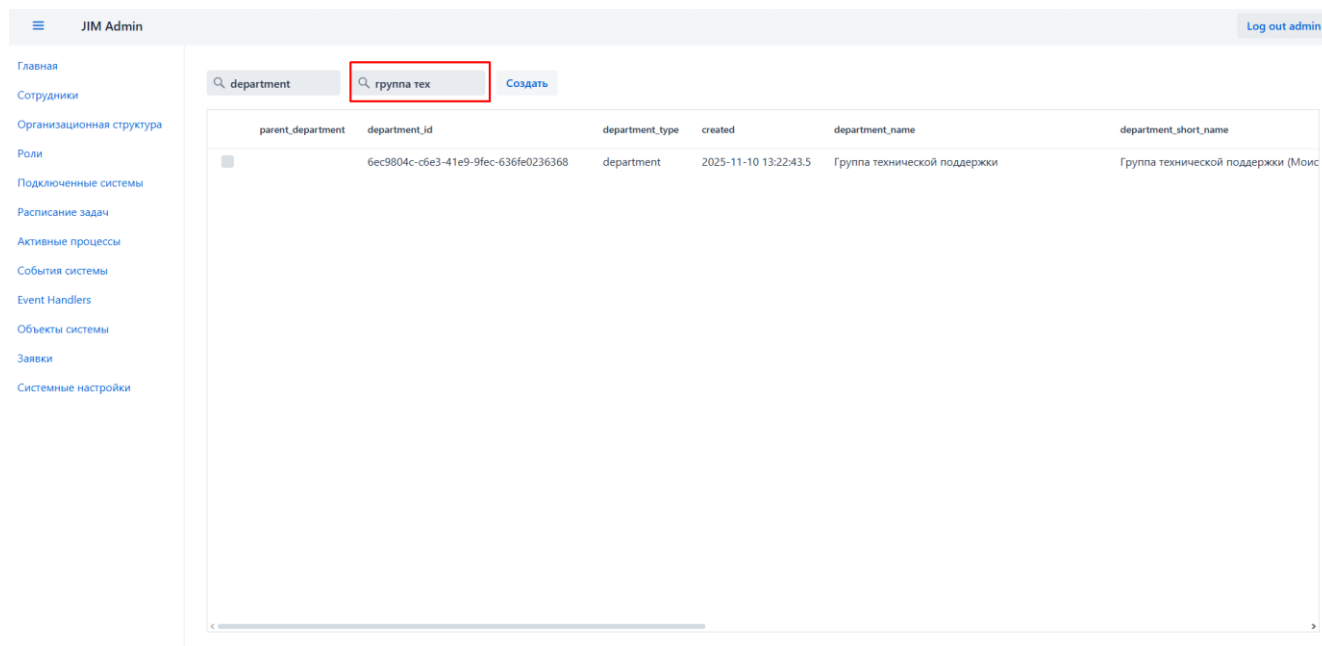 JIM Admin
Log out admin
Главная
Сотрудники
Организационная структура
Роли
Подключенные системы
Расписание задач
Активные процессы
События системы
Event Handlers
Объекты системы
Заявки
Системные настройки
department
группа тех
Создать
parent_department department_id department_type created department_name department_short_name
6ec9804c-c6e3-41e9-9fec-636fe0236368 department 2025-11-10 13:22:43.5 Группа технической поддержки Группа технической поддержки (Моис